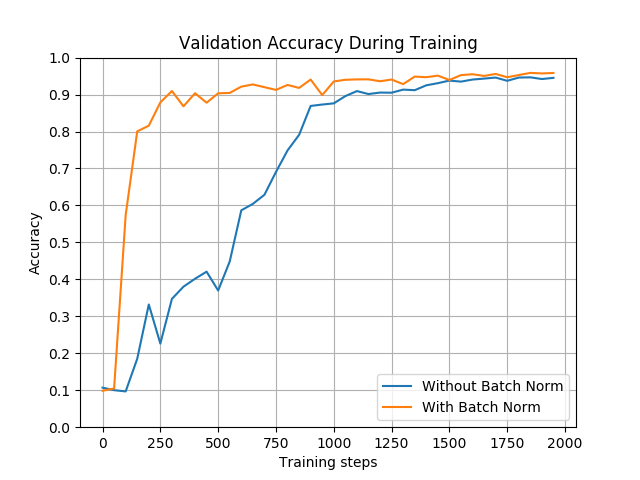 Validation Accuracy During Training
1.0
0.9
0.8
0.7
0.6
0.5
0.4
0.3
0.2
0.1
0.0
Accuracy
Without Batch Norm
With Batch Norm
0 250 500 750 1000 1250 1500 1750 2000
Training steps